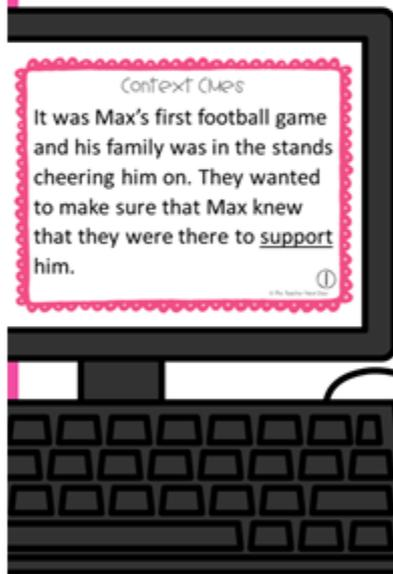 Context Clues
It was Max's first football game
and his family was in the stands
cheering him on. They wanted
to make sure that Max knew
that they were there to support
him.
1